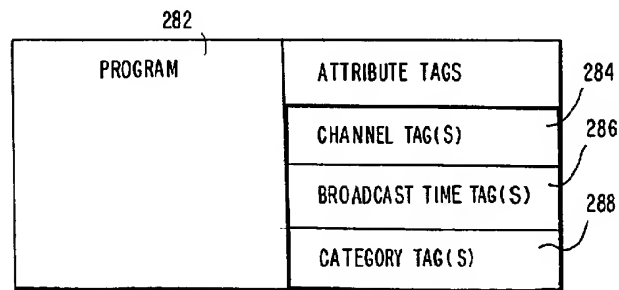 282
PROGRAM
ATTRIBUTE TAGS
284
CHANNEL TAG(S)
286
BROADCAST TIME TAG(S)
288
CATEGORY TAG(S)